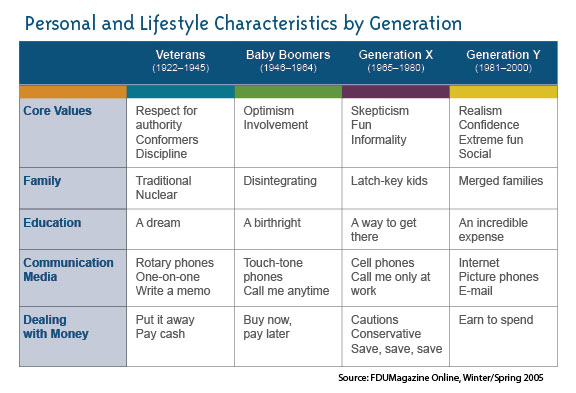 Personal and Lifestyle Characteristics by Generation
Veterans Baby Boomers Generation X Generation Y
(1922–1945) (1946–1964) (1965–1980) (1981–2000)
Core Values
Respect for
authority
Conformers
Discipline
Optimism
Involvement
Skepticism
Fun
Informality
Realism
Confidence
Extreme fun
Social
Family
Traditional
Nuclear
Disintegrating
Latch-key kids
Merged families
Education
A dream
A birthright
A way to get
there
An incredible
expense
Communication
Media
Rotary phones
One-on-one
Write a memo
Touch-tone
phones
Call me anytime
Cell phones
Call me only at
work
Internet
Picture phones
E-mail
Dealing
with Money
Put it away
Pay cash
Buy now,
pay later
Cautions
Conservative
Save, save, save
Earn to spend
Source: FDUMagazine Online, Winter/Spring 2005